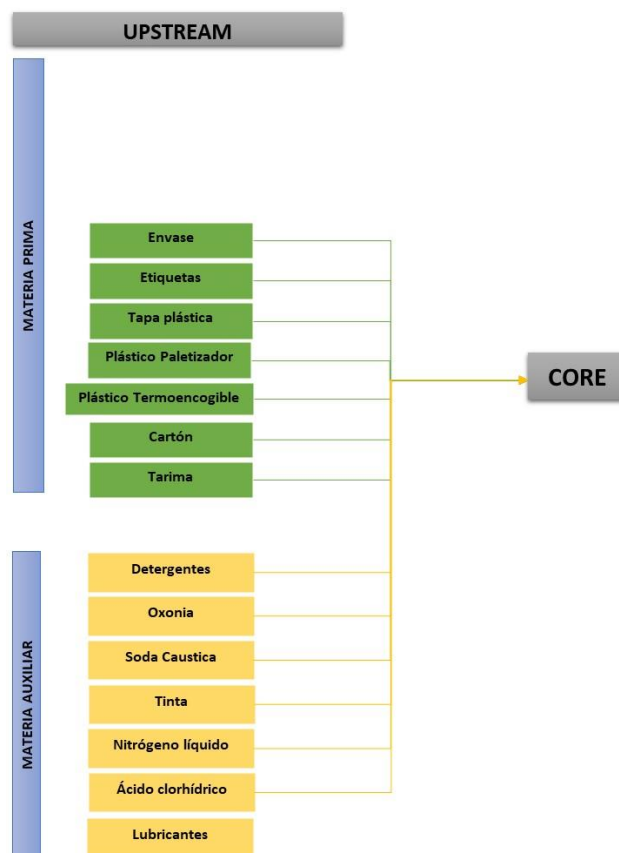 UPSTREAM
MATERIA PRIMA
Envase
Etiquetas
Tapa plástica
Plástico Paletizador
Plástico Termoencogible
Cartón
Tarima
CORE
MATERIA AUXILIAR
Detergentes
Oxonia
Soda Caustica
Tinta
Nitrógeno líquido
Ácido clorhídrico
Lubricantes